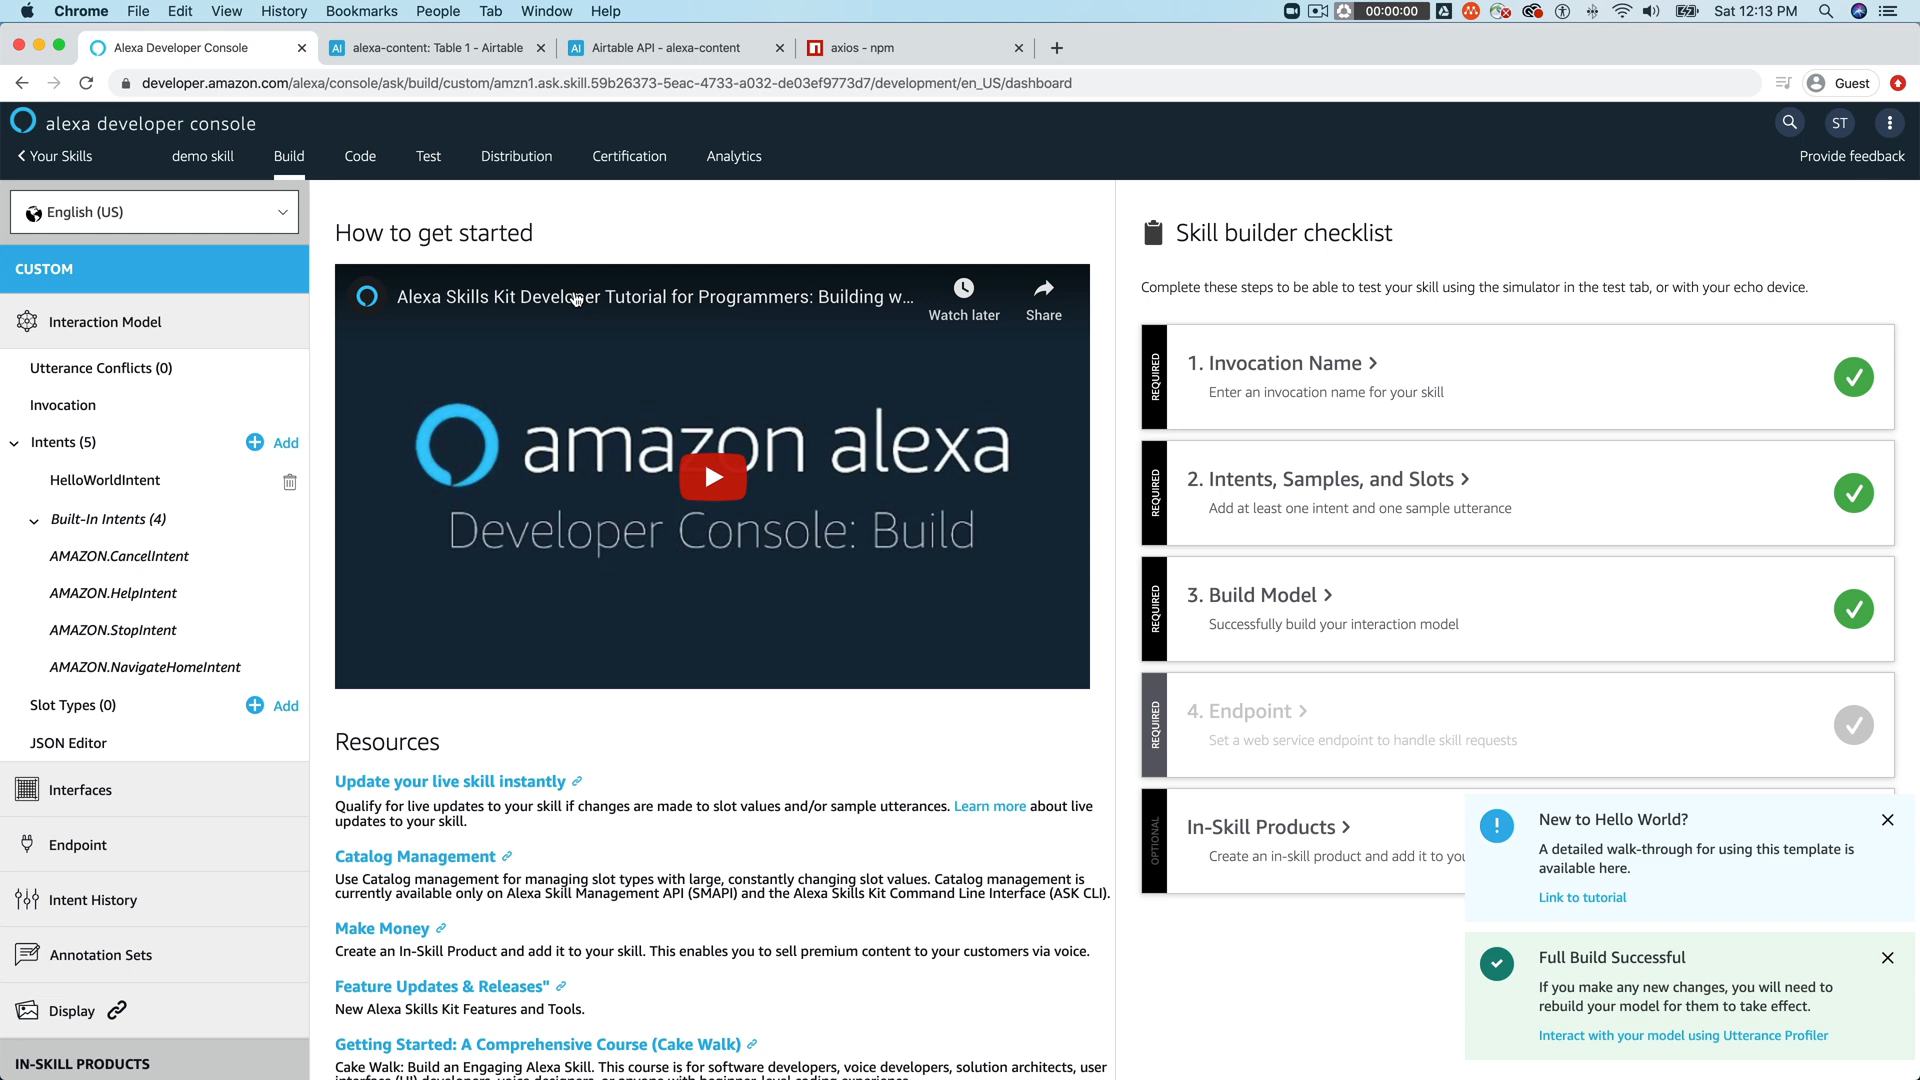 Chrome File Edit View History Bookmarks People Tab Window Help 00:00:00 Sat 12:13 PM
Alexa Developer Console alexa-content: Table 1 - Airtable Airtable API - alexa-content axios - npm
developer.amazon.com/alexa/console/ask/build/custom/amzn1.ask.skill.59b26373-5eac-4733-a032-de03ef9773d7/development/en_US/dashboard Guest
alexa developer console ST
Your Skills demo skill Build Code Test Distribution Certification Analytics Provide feedback
English (US)
CUSTOM
Interaction Model
Utterance Conflicts (0)
Invocation
Intents (5) Add
HelloWorldIntent
Built-In Intents (4)
AMAZON.CancelIntent
AMAZON.HelpIntent
AMAZON.StopIntent
AMAZON.NavigateHomeIntent
Slot Types (0) Add
JSON Editor
Interfaces
Endpoint
Intent History
Annotation Sets
Display
IN-SKILL PRODUCTS
How to get started
Alexa Skills Kit Developer Tutorial for Programmers: Building w...
Watch later Share
amazon alexa
Developer Console: Build
Resources
Update your live skill instantly
Qualify for live updates to your skill if changes are made to slot values and/or sample utterances. Learn more about live
updates to your skill.
Catalog Management
Use Catalog management for managing slot types with large, constantly changing slot values. Catalog management is
currently available only on Alexa Skill Management API (SMAPI) and the Alexa Skills Kit Command Line Interface (ASK CLI).
Make Money
Create an In-Skill Product and add it to your skill. This enables you to sell premium content to your customers via voice.
Feature Updates & Releases"
New Alexa Skills Kit Features and Tools.
Getting Started: A Comprehensive Course (Cake Walk)
Cake Walk: Build an Engaging Alexa Skill. This course is for software developers, voice developers, solution architects, user
interface (UI) developers, voice designers, or anyone with beginner-level coding experience.
Skill builder checklist
Complete these steps to be able to test your skill using the simulator in the test tab, or with your echo device.
REQUIRED
1. Invocation Name
Enter an invocation name for your skill
REQUIRED
2. Intents, Samples, and Slots
Add at least one intent and one sample utterance
REQUIRED
3. Build Model
Successfully build your interaction model
REQUIRED
4. Endpoint
Set a web service endpoint to handle skill requests
OPTIONAL
In-Skill Products
Create an in-skill product and add it to you
New to Hello World?
A detailed walk-through for using this template is
available here.
Link to tutorial
Full Build Successful
If you make any new changes, you will need to
rebuild your model for them to take effect.
Interact with your model using Utterance Profiler